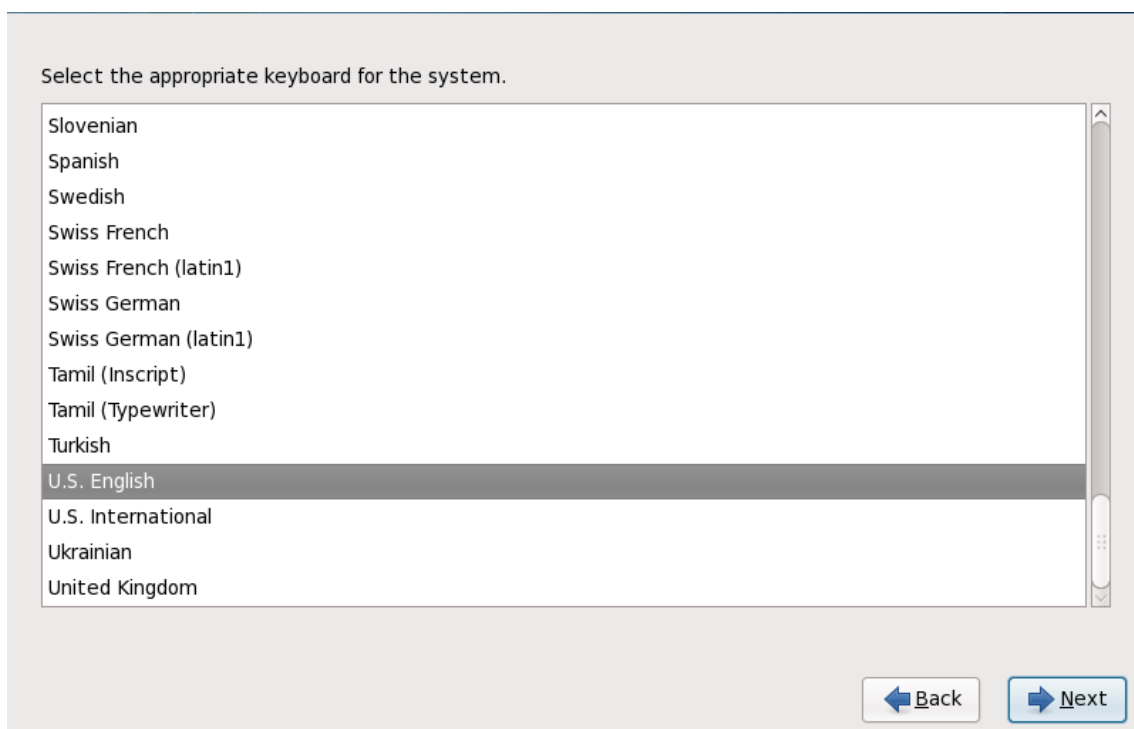 Select the appropriate keyboard for the system.
Slovenian
Spanish
Swedish
Swiss French
Swiss French (latin1)
Swiss German
Swiss German (latin1)
Tamil (Inscript)
Tamil (Typewriter)
Turkish
U.S. English
U.S. International
Ukrainian
United Kingdom
Back Next